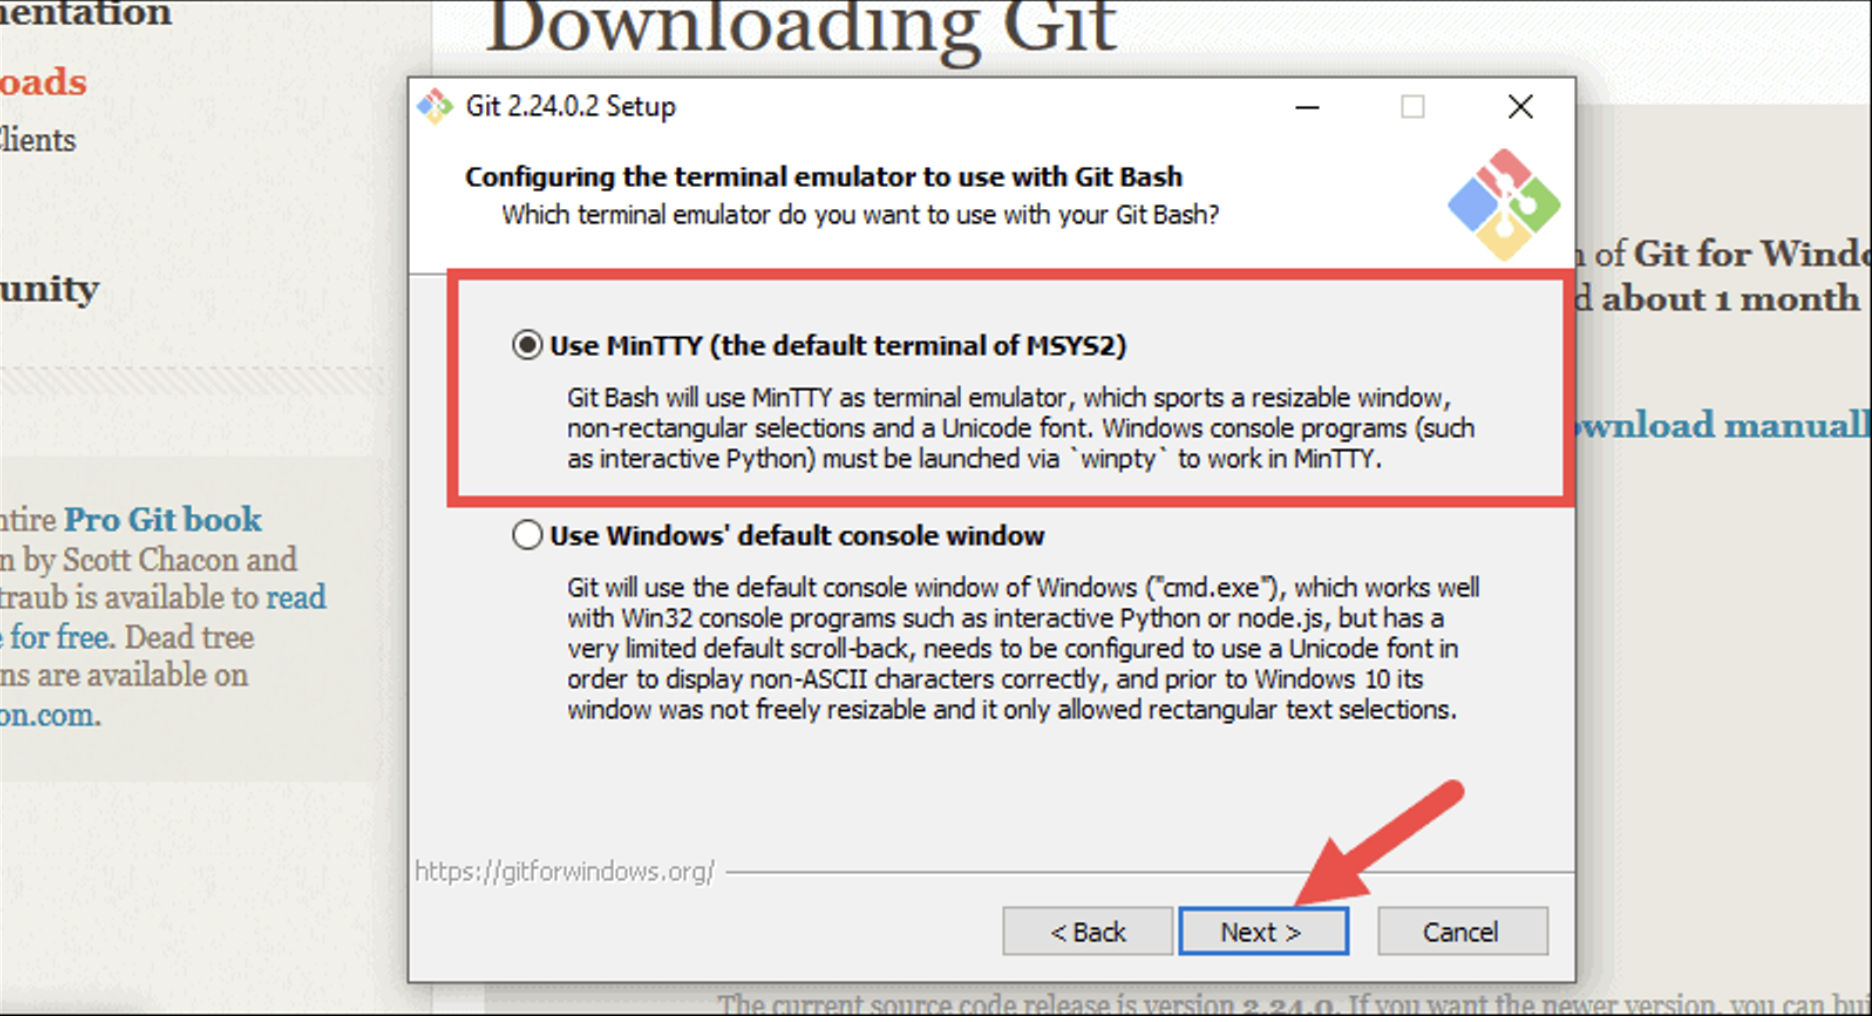 nentation
Downloading Git
oads
Clients
unity
ntire Pro Git book
n by Scott Chacon and
traub is available to read
e for free. Dead tree
ns are available on
on.com.
Git 2.24.0.2 Setup
Configuring the terminal emulator to use with Git Bash
Which terminal emulator do you want to use with your Git Bash?
Use MinTTY (the default terminal of MSYS2)
Git Bash will use MinTTY as terminal emulator, which sports a resizable window,
non-rectangular selections and a Unicode font. Windows console programs (such
as interactive Python) must be launched via `winpty` to work in MinTTY.
Use Windows' default console window
Git will use the default console window of Windows ("cmd.exe"), which works well
with Win32 console programs such as interactive Python or node.js, but has a
very limited default scroll-back, needs to be configured to use a Unicode font in
order to display non-ASCII characters correctly, and prior to Windows 10 its
window was not freely resizable and it only allowed rectangular text selections.
https://gitforwindows.org/
< Back
Next >
Cancel
n of Git for Windo
d about 1 month
ownload manuall
The current source code release is version 2.24.0. If you want the newer version, you can bui